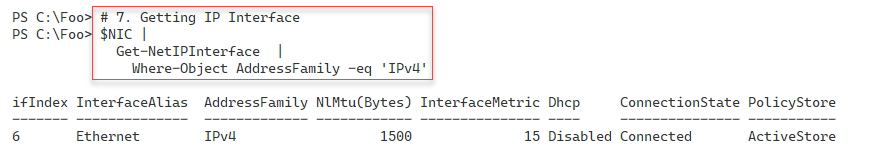 PS C:\Foo> # 7. Getting IP Interface
PS C:\Foo> $NIC |
Get-NetIPInterface  |
Where-Object AddressFamily -eq 'IPv4'
ifIndex InterfaceAlias  AddressFamily NlMtu(Bytes) InterfaceMetric Dhcp     ConnectionState PolicyStore
------- --------------  ------------- ------------ --------------- ----     --------------- -----------
6       Ethernet        IPv4                  1500              15 Disabled Connected       ActiveStore